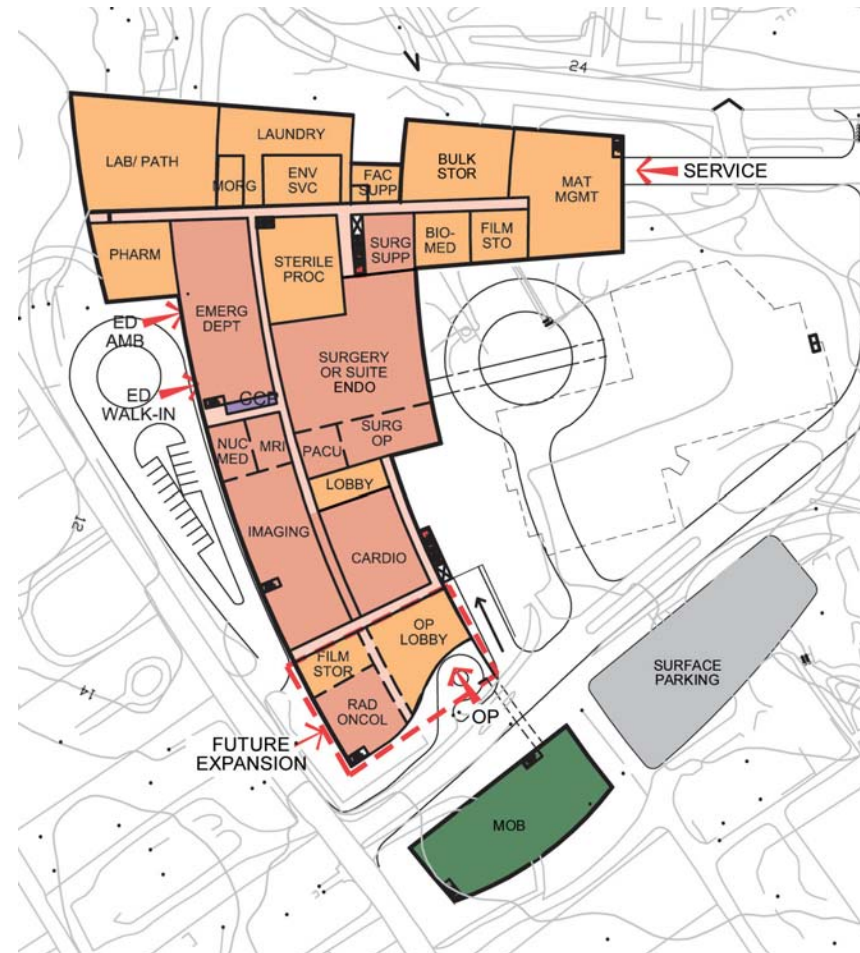 24
LAUNDRY
LAB/ PATH
BULK
STOR
MORG
ENV
SVC
FAC
SUPP
MAT
MGMT
SERVICE
PHARM
STERILE
PROC
SURG
SUPP
BIO-
MED
FILM
STO
EMERG
DEPT
ED
AMB
SURGERY
OR SUITE
ENDO
ED
WALK-IN
NUC
MED
MRI
PACU
SURG
OP
LOBBY
12
IMAGING
CARDIO
OP
LOBBY
FILM
STOR
14
RAD
ONCOL
SURFACE
PARKING
OP
FUTURE
EXPANSION
MOB